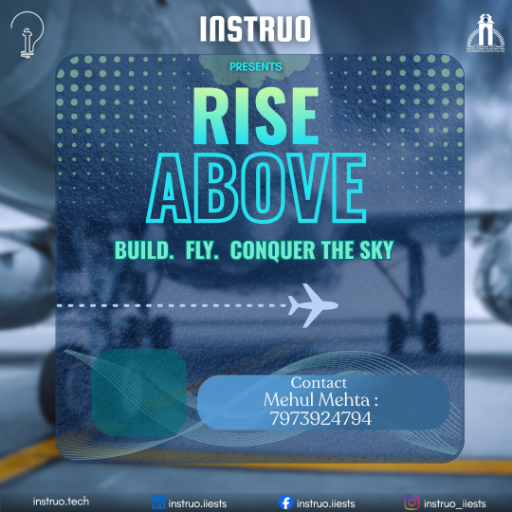 INSTRUO
PRESENTS
RISE
ABOVE
BUILD. FLY. CONQUER THE SKY
Contact
Mehul Mehta :
7973924794
instruo.tech
instruo.iiests
instruo.iiests
instruo_iiests